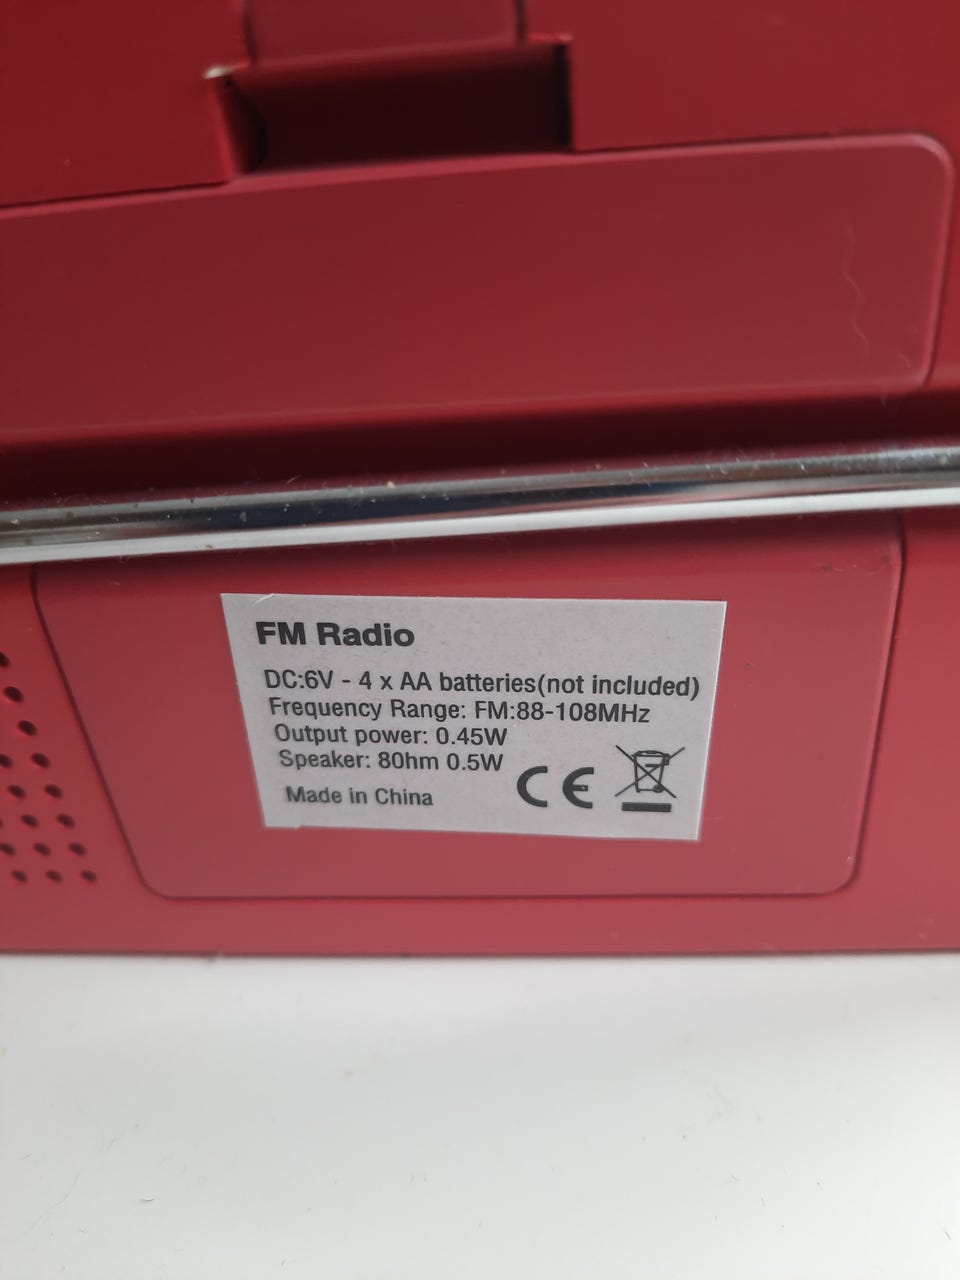 FM Radio
DC:6V - 4 x AA batteries(not included)
Frequency Range: FM:88-108MHz
Output power: 0.45W
Speaker: 80hm 0.5W
Made in China
CE